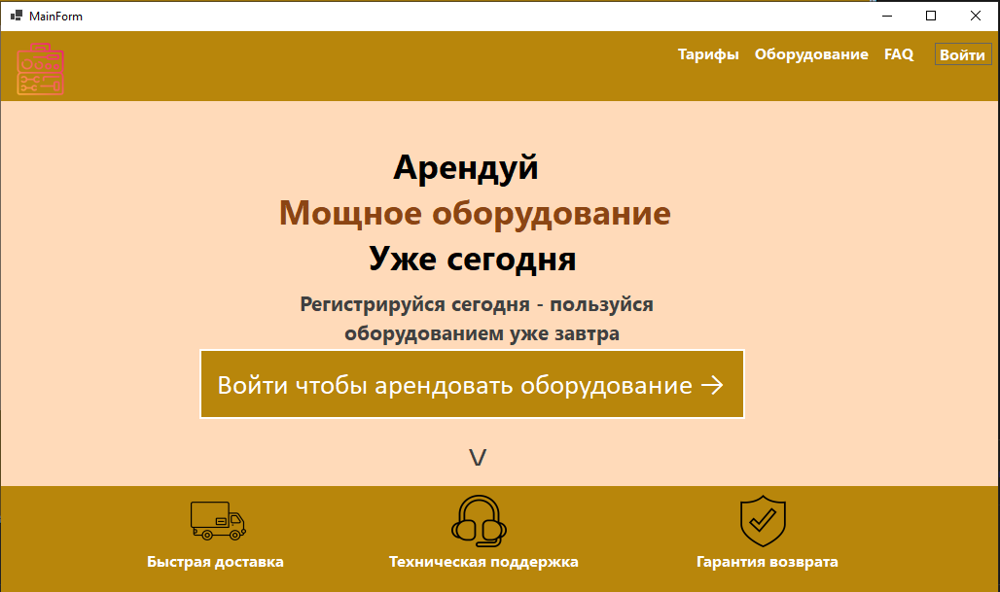 MainForm
Тарифы Оборудование FAQ Войти
Арендуй
Мощное оборудование
Уже сегодня
Регистрируйся сегодня - пользуйся
оборудованием уже завтра
Войти чтобы арендовать оборудование →
V
Быстрая доставка Техническая поддержка Гарантия возврата